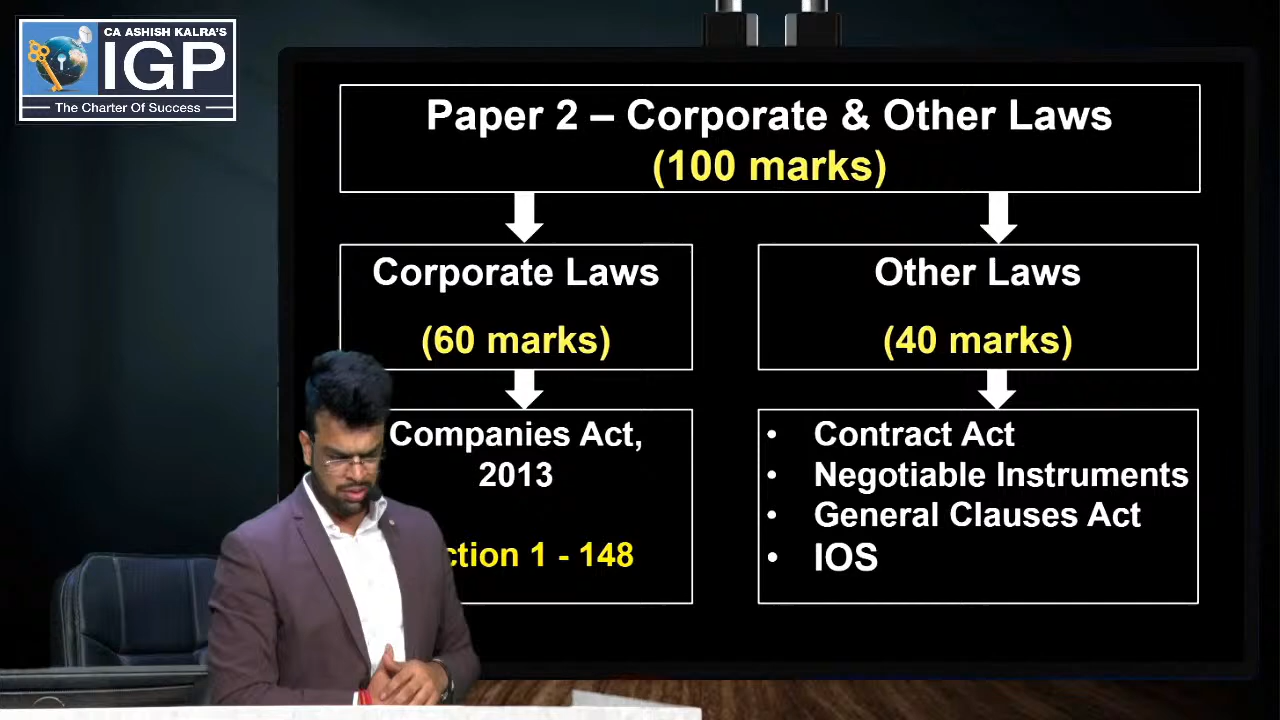 CA ASHISH KALRA'S
IGP
The Charter Of Success
Paper 2 – Corporate & Other Laws
(100 marks)
Corporate Laws
(60 marks)
Other Laws
(40 marks)
Companies Act,
2013
1 - 148
• Contract Act
• Negotiable Instruments
• General Clauses Act
• IOS